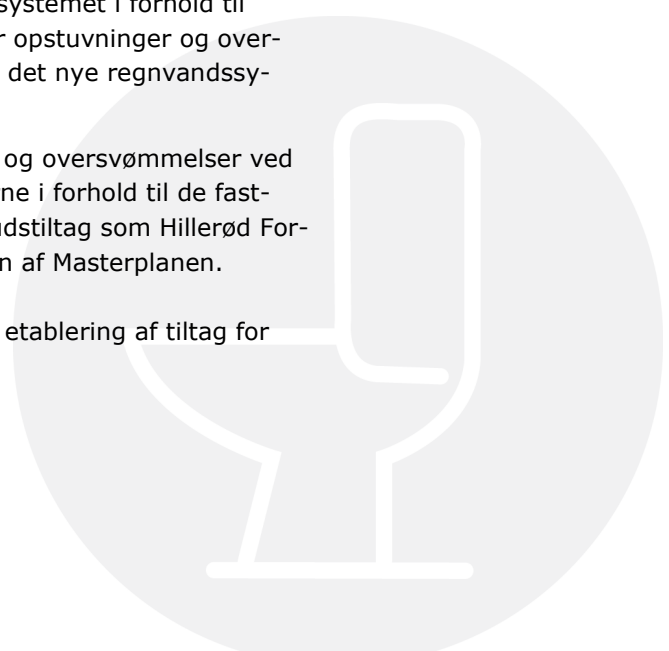 systemet i forhold til
r opstuvninger og over-
det nye regnvandssy-
og oversvømmelser ved
ne i forhold til de fast-
udstiltag som Hillerød For-
n af Masterplanen.
etablering af tiltag for